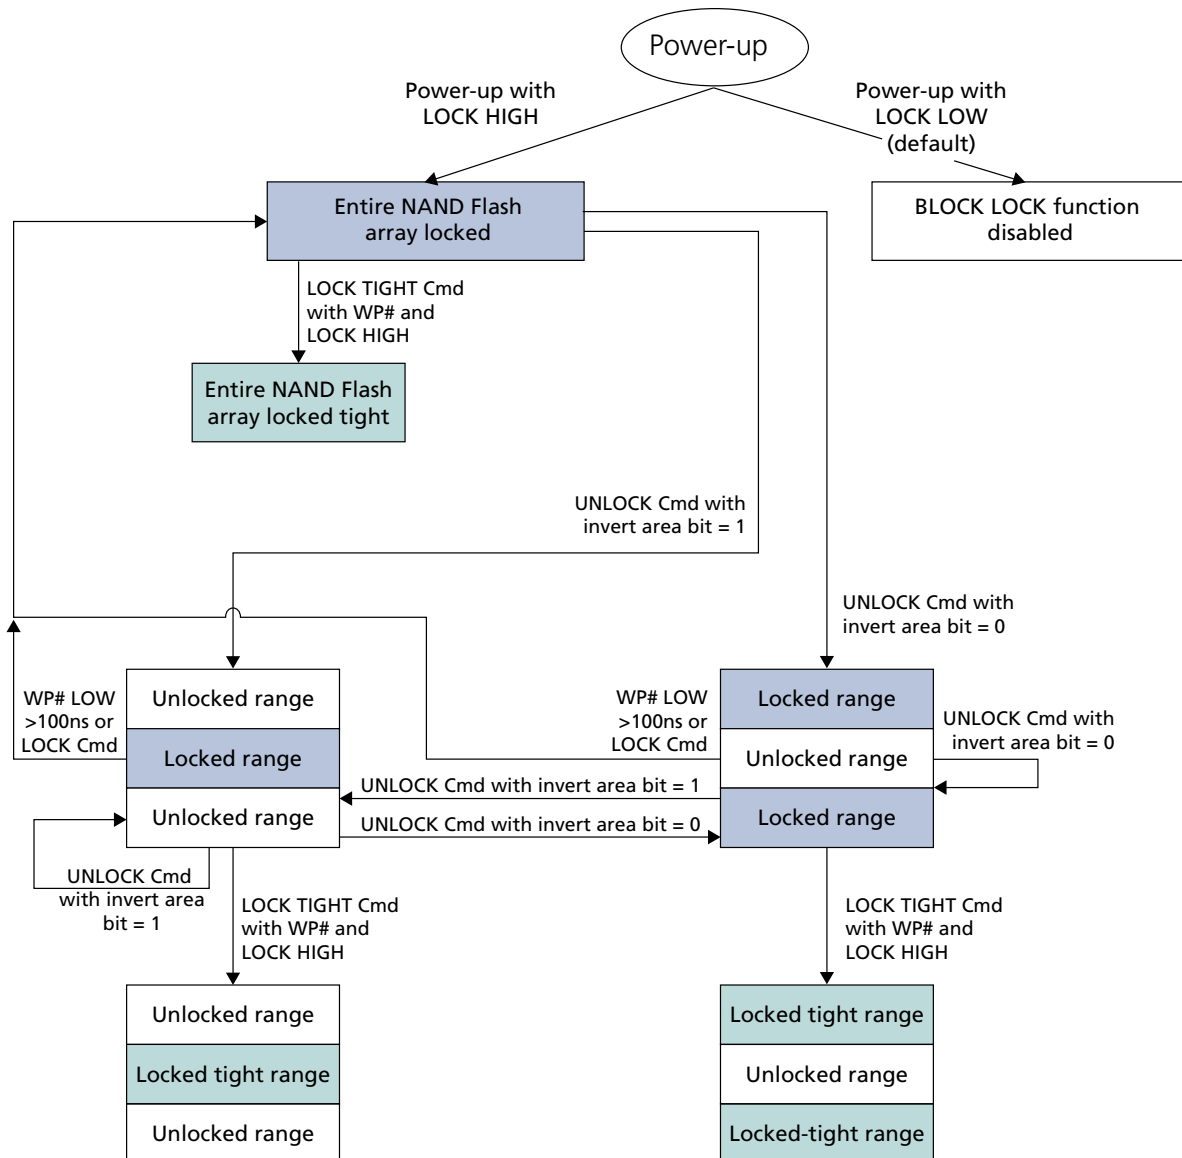 Power-up
Power-up with
LOCK HIGH
Power-up with
LOCK LOW
(default)
Entire NAND Flash
array locked
BLOCK LOCK function
disabled
LOCK TIGHT Cmd
with WP# and
LOCK HIGH
Entire NAND Flash
array locked tight
UNLOCK Cmd with
invert area bit = 1
UNLOCK Cmd with
invert area bit = 0
WP# LOW
>100ns or
LOCK Cmd
Unlocked range
Locked range
Unlocked range
WP# LOW
>100ns or
LOCK Cmd
Locked range
Unlocked range
Locked range
UNLOCK Cmd with
invert area bit = 0
UNLOCK Cmd with invert area bit = 1
UNLOCK Cmd with invert area bit = 0
UNLOCK Cmd
with invert area
bit = 1
LOCK TIGHT Cmd
with WP# and
LOCK HIGH
LOCK TIGHT Cmd
with WP# and
LOCK HIGH
Unlocked range
Locked tight range
Unlocked range
Locked tight range
Unlocked range
Locked-tight range